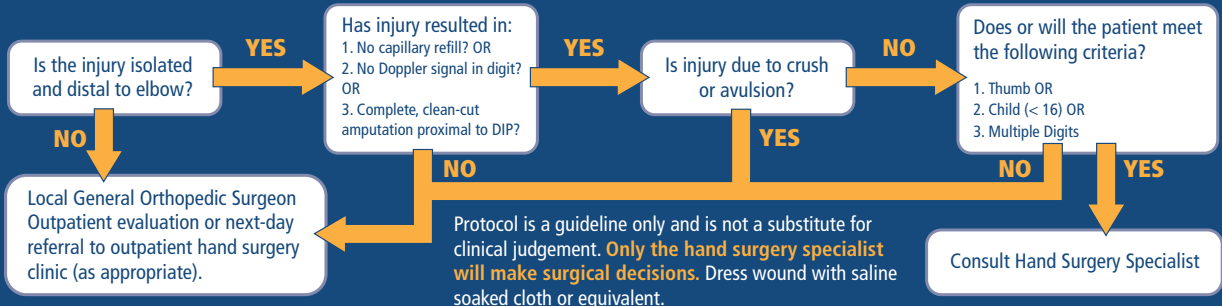 Is the injury isolated
and distal to elbow?
YES
NO
Has injury resulted in:
1. No capillary refill? OR
2. No Doppler signal in digit?
OR
3. Complete, clean-cut
amputation proximal to DIP?
YES
NO
Is injury due to crush
or avulsion?
NO
YES
Does or will the patient meet
the following criteria?
1. Thumb OR
2. Child (< 16) OR
3. Multiple Digits
NO
YES
Local General Orthopedic Surgeon
Outpatient evaluation or next-day
referral to outpatient hand surgery
clinic (as appropriate).
Protocol is a guideline only and is not a substitute for
clinical judgement. Only the hand surgery specialist
will make surgical decisions. Dress wound with saline
soaked cloth or equivalent.
Consult Hand Surgery Specialist